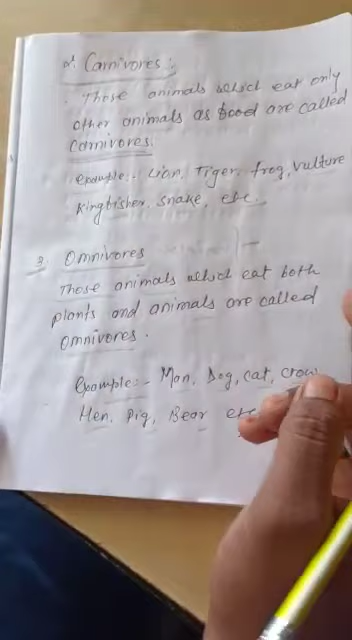 2. Carnivores :-
Those animals which eat only
other animals as food are called
Carnivores.
Example:- Lion, Tiger, frog, Vulture
Kingfisher, snake, etc.
3. Omnivores
Those animals which eat both
plants and animals are called
omnivores.
Example:- Man, Dog, cat, crow
Hen, Pig, Bear etc